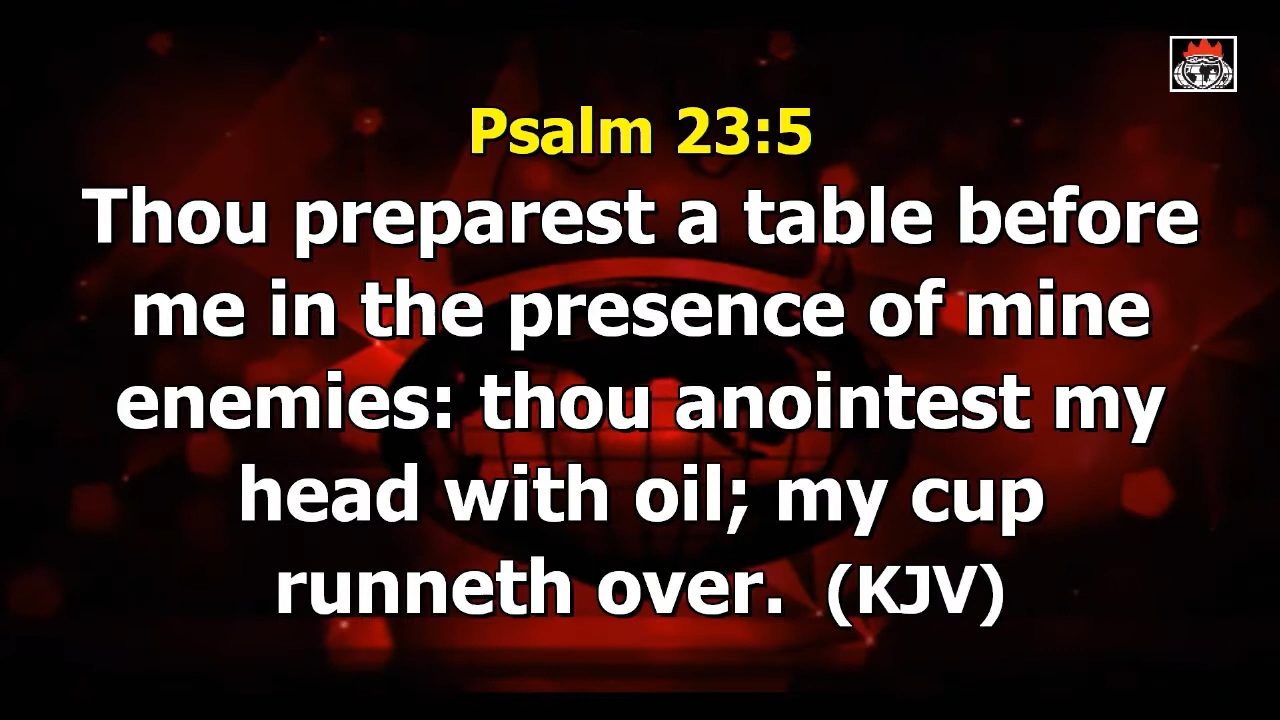 Psalm 23:5
Thou preparest a table before
me in the presence of mine
enemies: thou anointest my
head with oil; my cup
runneth over. (KJV)